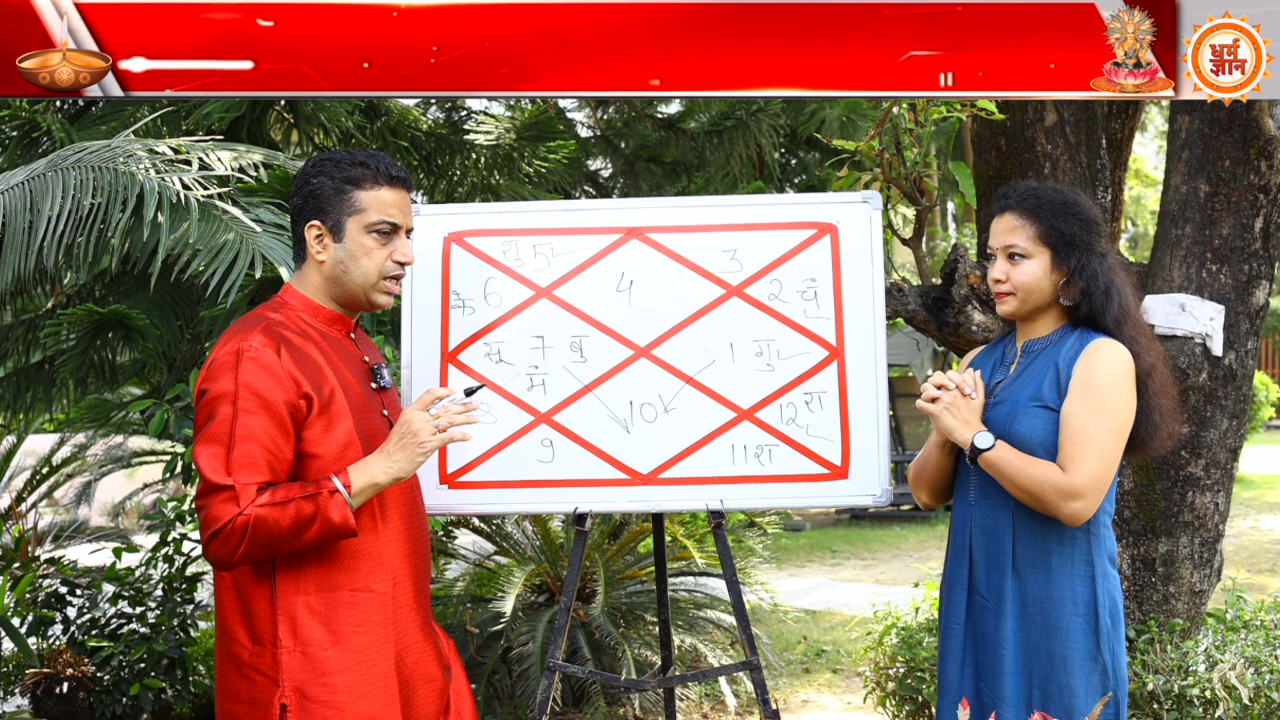 धर्म
ज्ञान
शु 5
3
के 6
4
2 चं
सू 7 बु
1 गु
मं
8
10
12 रा
9
11 श